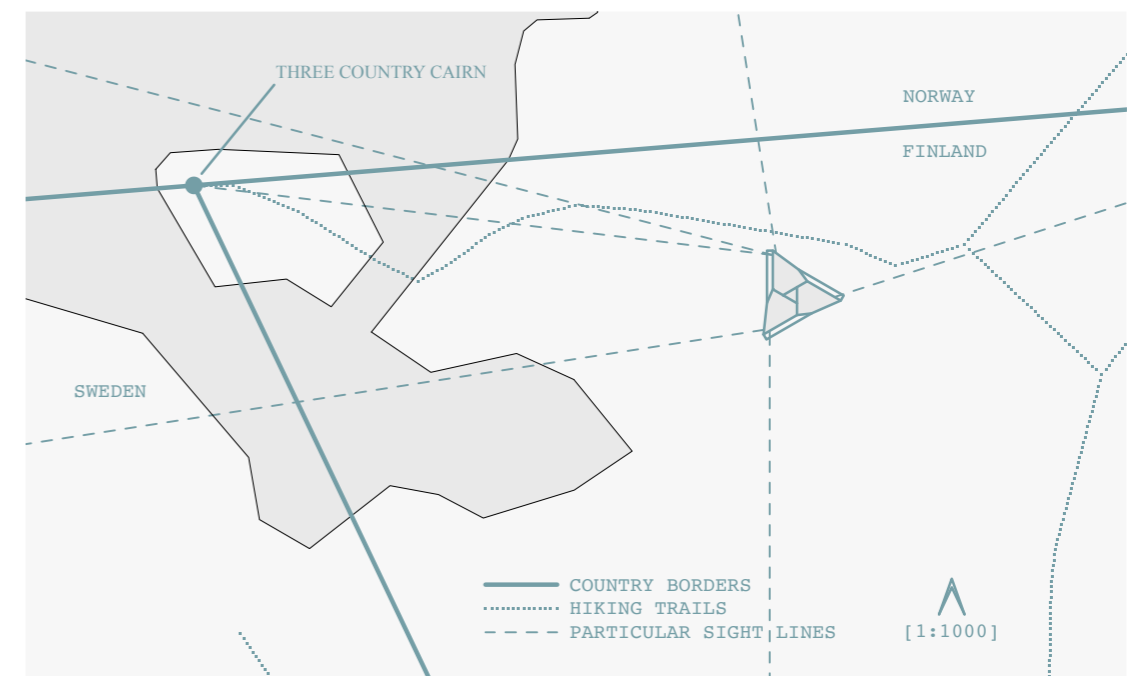 THREE COUNTRY CAIRN
NORWAY
FINLAND
SWEDEN
COUNTRY BORDERS
HIKING TRAILS
PARTICULAR SIGHT LINES
[1:1000]